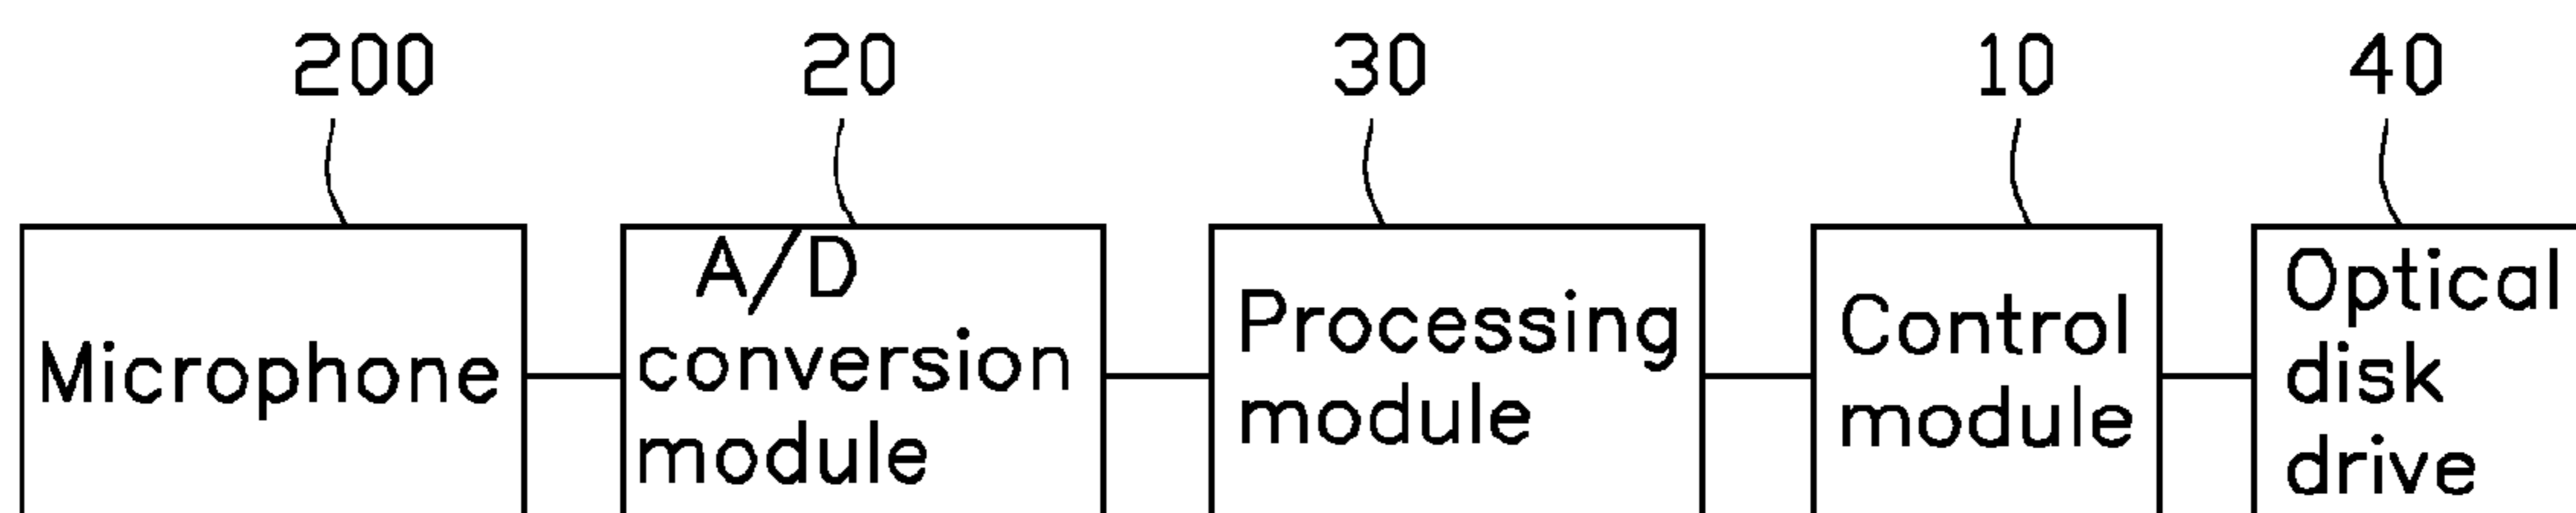 200
20
30
10
40
Microphone
A/D
conversion
module
Processing
module
Control
module
Optical
disk
drive